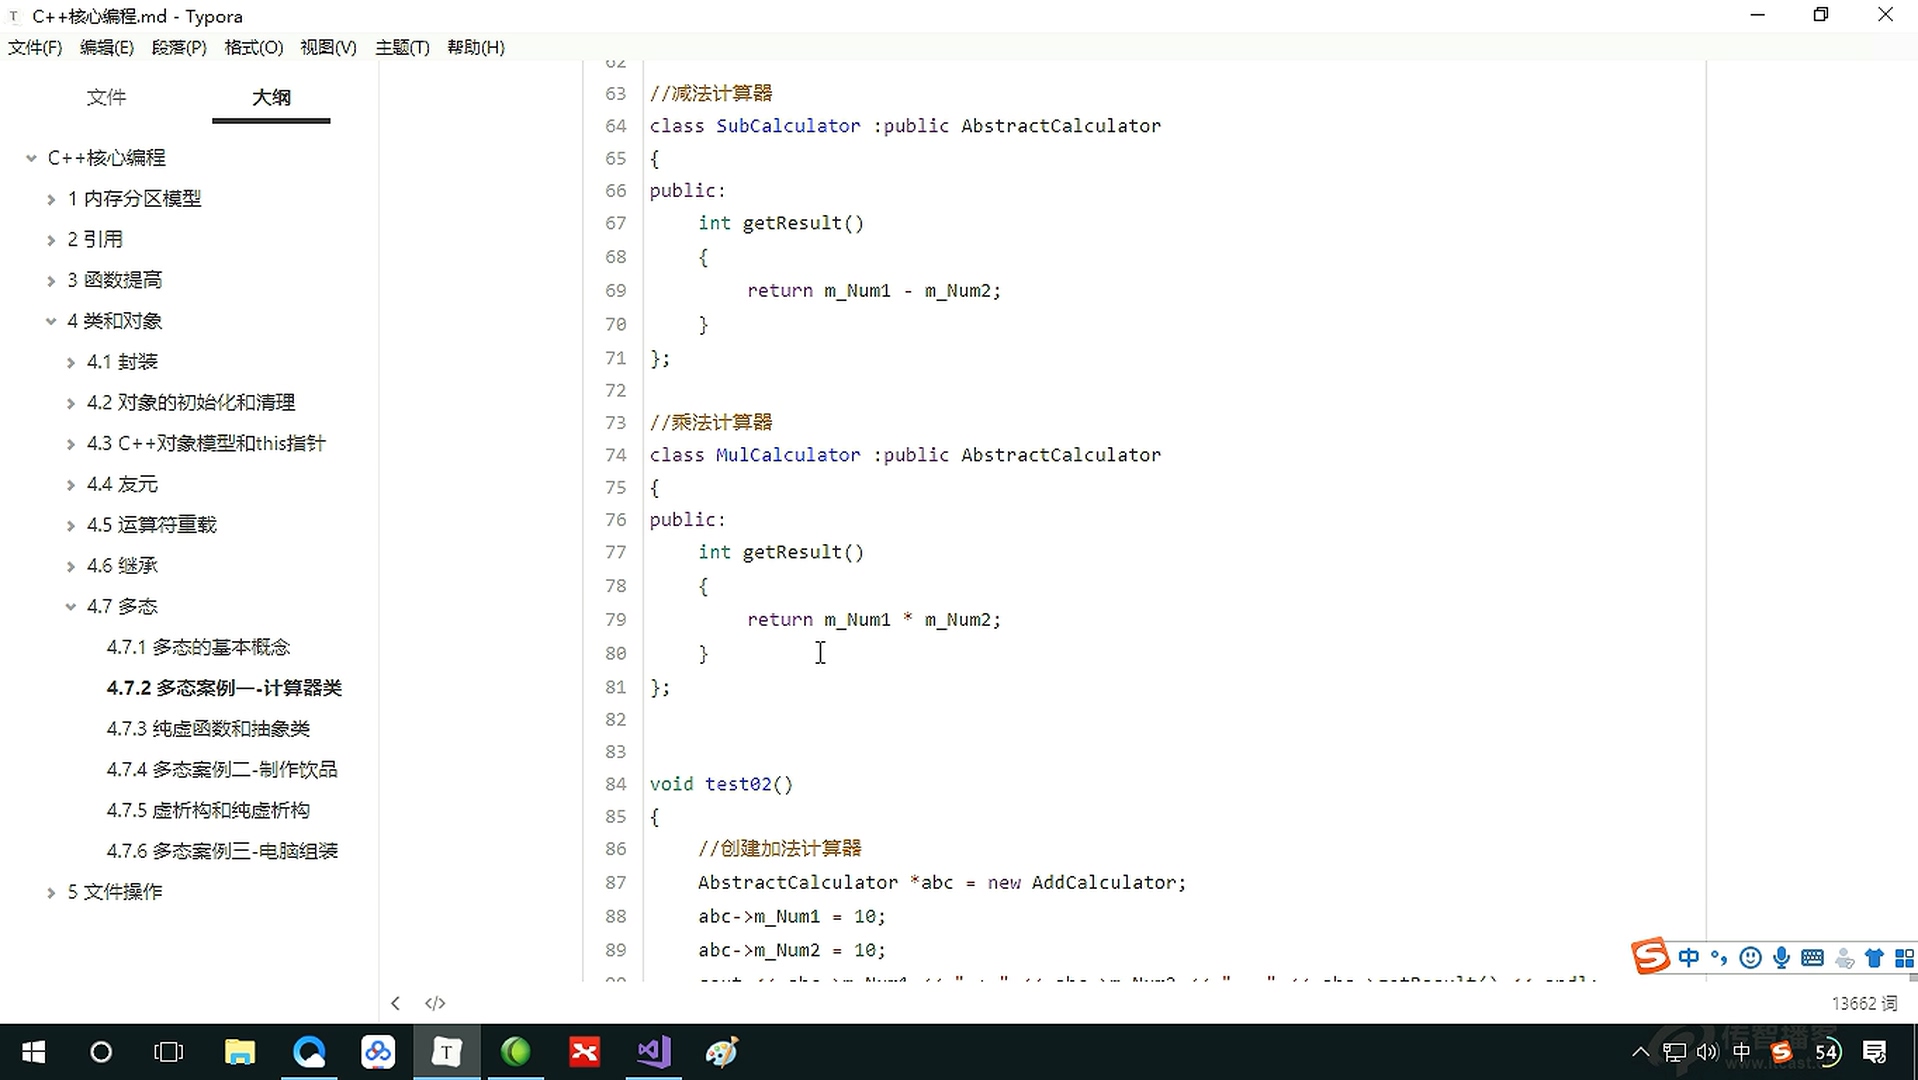 C++核心编程.md - Typora
文件(F) 编辑(E) 段落(P) 格式(O) 视图(V) 主题(T) 帮助(H)
文件 大纲
C++核心编程
1 内存分区模型
2 引用
3 函数提高
4 类和对象
4.1 封装
4.2 对象的初始化和清理
4.3 C++对象模型和this指针
4.4 友元
4.5 运算符重载
4.6 继承
4.7 多态
4.7.1 多态的基本概念
4.7.2 多态案例一-计算器类
4.7.3 纯虚函数和抽象类
4.7.4 多态案例二-制作饮品
4.7.5 虚析构和纯虚析构
4.7.6 多态案例三-电脑组装
5 文件操作
62
63 //减法计算器
64 class SubCalculator :public AbstractCalculator
65 {
66 public:
67 int getResult()
68 {
69 return m_Num1 - m_Num2;
70 }
71 };
72
73 //乘法计算器
74 class MulCalculator :public AbstractCalculator
75 {
76 public:
77 int getResult()
78 {
79 return m_Num1 * m_Num2;
80 }
81 };
82
83
84 void test02()
85 {
86 //创建加法计算器
87 AbstractCalculator *abc = new AddCalculator;
88 abc->m_Num1 = 10;
89 abc->m_Num2 = 10;
中
13662 词
中 54
传智播客